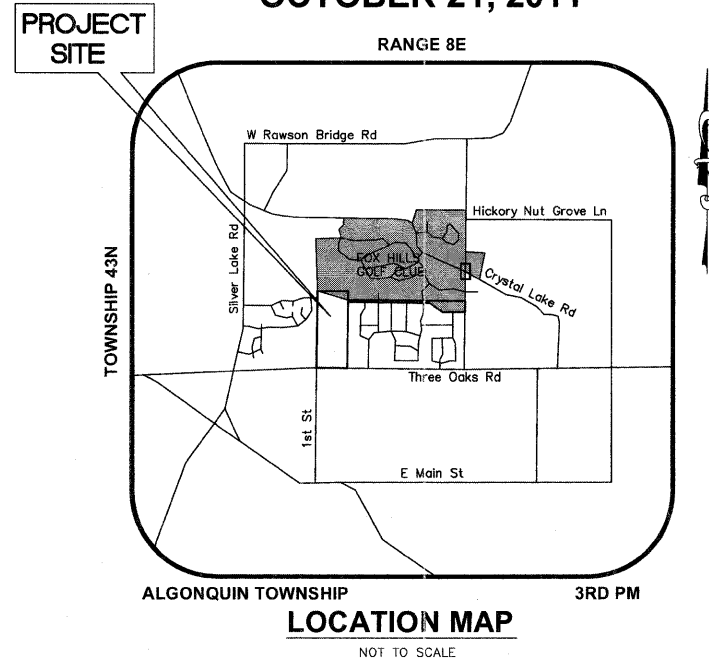 OCTOBER 21, 2011
PROJECT
SITE
RANGE 8E
W Rawson Bridge Rd
Hickory Nut Grove Ln
Silver Lake Rd
TOWNSHIP 43N
FOX HILLS
GOLF CLUB
Crystal Lake Rd
Three Oaks Rd
1st St
E Main St
ALGONQUIN TOWNSHIP
3RD PM
LOCATION MAP
NOT TO SCALE